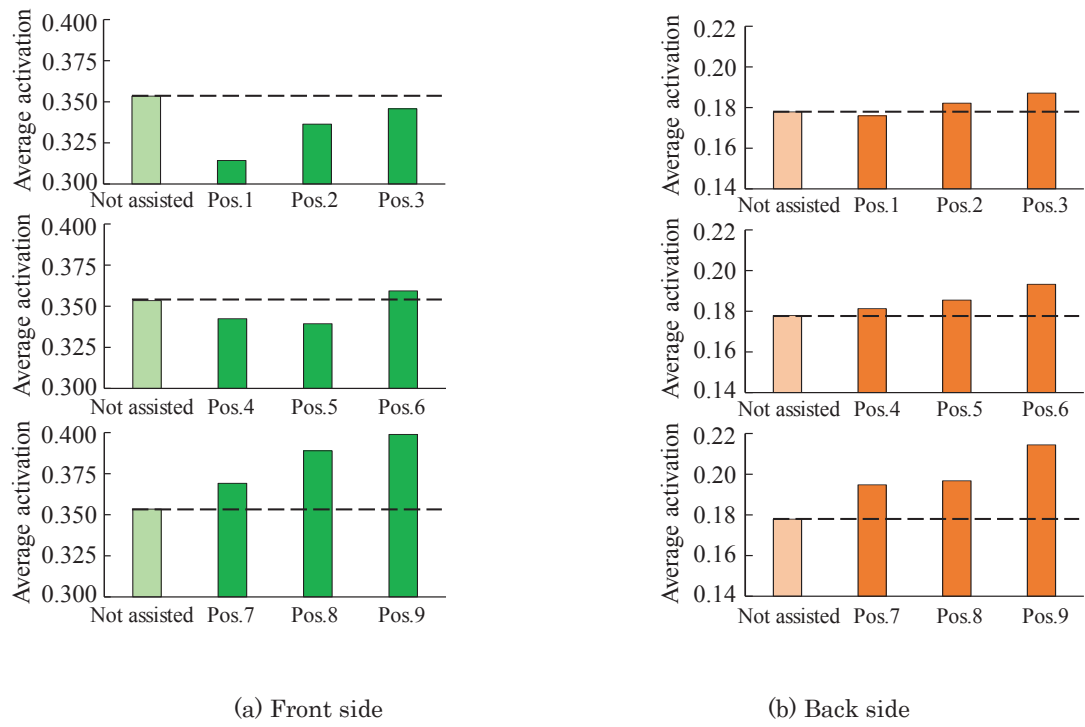 Average activation
0.400
0.375
0.350
0.325
0.300
Not assisted Pos.1 Pos.2 Pos.3
Average activation
0.400
0.375
0.350
0.325
0.300
Not assisted Pos.4 Pos.5 Pos.6
Average activation
0.400
0.375
0.350
0.325
0.300
Not assisted Pos.7 Pos.8 Pos.9
(a) Front side
Average activation
0.22
0.20
0.18
0.16
0.14
Not assisted Pos.1 Pos.2 Pos.3
Average activation
0.22
0.20
0.18
0.16
0.14
Not assisted Pos.4 Pos.5 Pos.6
Average activation
0.22
0.20
0.18
0.16
0.14
Not assisted Pos.7 Pos.8 Pos.9
(b) Back side